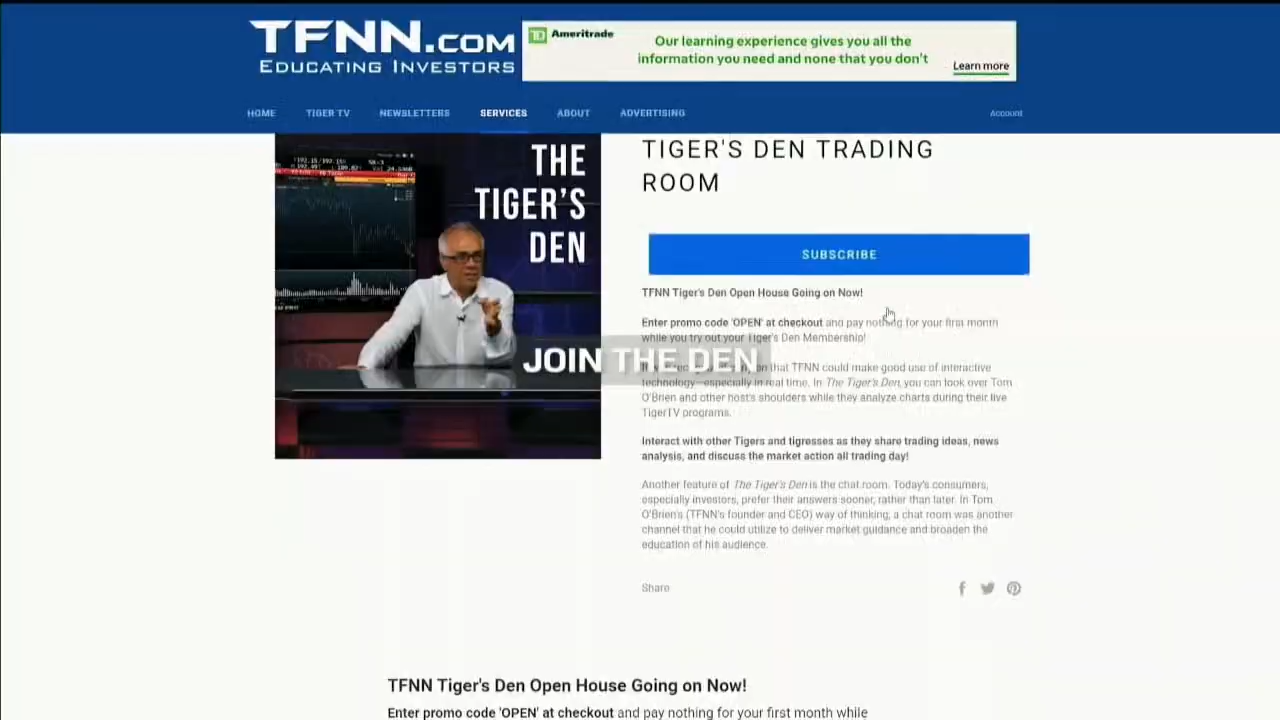 TFNN.COM
EDUCATING INVESTORS
TD Ameritrade
Our learning experience gives you all the
information you need and none that you don't
Learn more
HOME TIGER TV NEWSLETTERS SERVICES ABOUT ADVERTISING Account
THE
TIGER'S
DEN
TIGER'S DEN TRADING
ROOM
SUBSCRIBE
TFNN Tiger's Den Open House Going on Now!
Enter promo code 'OPEN' at checkout and pay nothing for your first month
while you try out your Tiger's Den Membership!
JOIN THE DEN
that TFNN could make good use of interactive
technology—especially in real time. In The Tiger's Den, you can look over Tom
O'Brien and other host's shoulders while they analyze charts during their live
TigerTV programs.
Interact with other Tigers and tigresses as they share trading ideas, news
analysis, and discuss the market action all trading day!
Another feature of The Tiger's Den is the chat room. Today's consumers,
especially investors, prefer their answers sooner, rather than later. In Tom
O'Brien's (TFNN's founder and CEO) way of thinking, a chat room was another
channel that he could utilize to deliver market guidance and broaden the
education of his audience.
Share
TFNN Tiger's Den Open House Going on Now!
Enter promo code 'OPEN' at checkout and pay nothing for your first month while